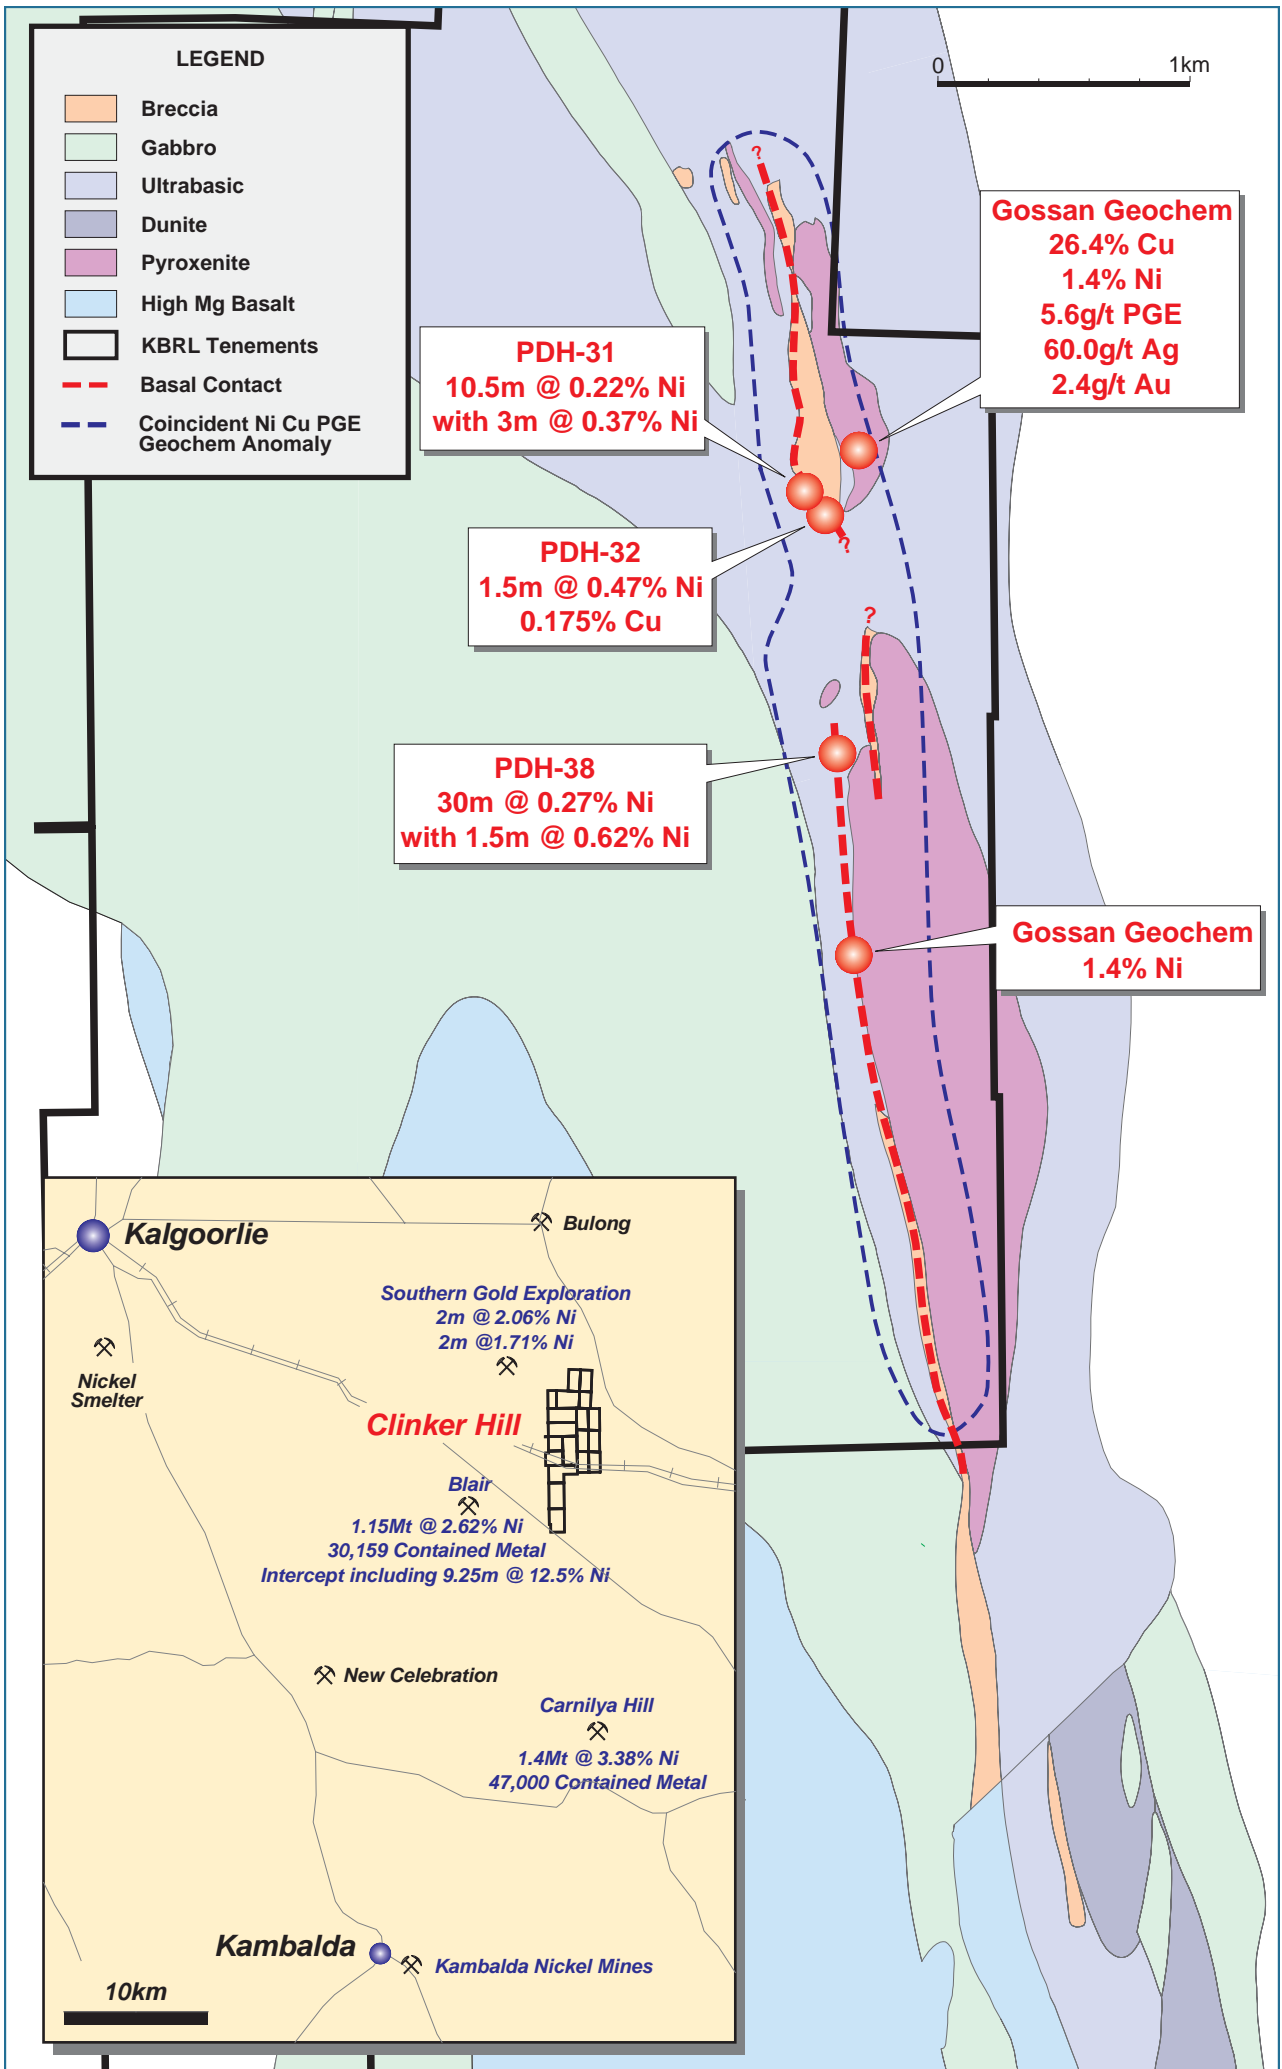 LEGEND
Breccia
Gabbro
Ultrabasic
Dunite
Pyroxenite
High Mg Basalt
KBRL Tenements
Basal Contact
Coincident Ni Cu PGE
Geochem Anomaly
0 1km
?
Gossan Geochem
26.4% Cu
1.4% Ni
5.6g/t PGE
60.0g/t Ag
2.4g/t Au
PDH-31
10.5m @ 0.22% Ni
with 3m @ 0.37% Ni
PDH-32
1.5m @ 0.47% Ni
0.175% Cu
?
?
PDH-38
30m @ 0.27% Ni
with 1.5m @ 0.62% Ni
Gossan Geochem
1.4% Ni
Kalgoorlie
Bulong
Southern Gold Exploration
2m @ 2.06% Ni
2m @1.71% Ni
Nickel
Smelter
Clinker Hill
Blair
1.15Mt @ 2.62% Ni
30,159 Contained Metal
Intercept including 9.25m @ 12.5% Ni
New Celebration
Carnilya Hill
1.4Mt @ 3.38% Ni
47,000 Contained Metal
Kambalda
Kambalda Nickel Mines
10km